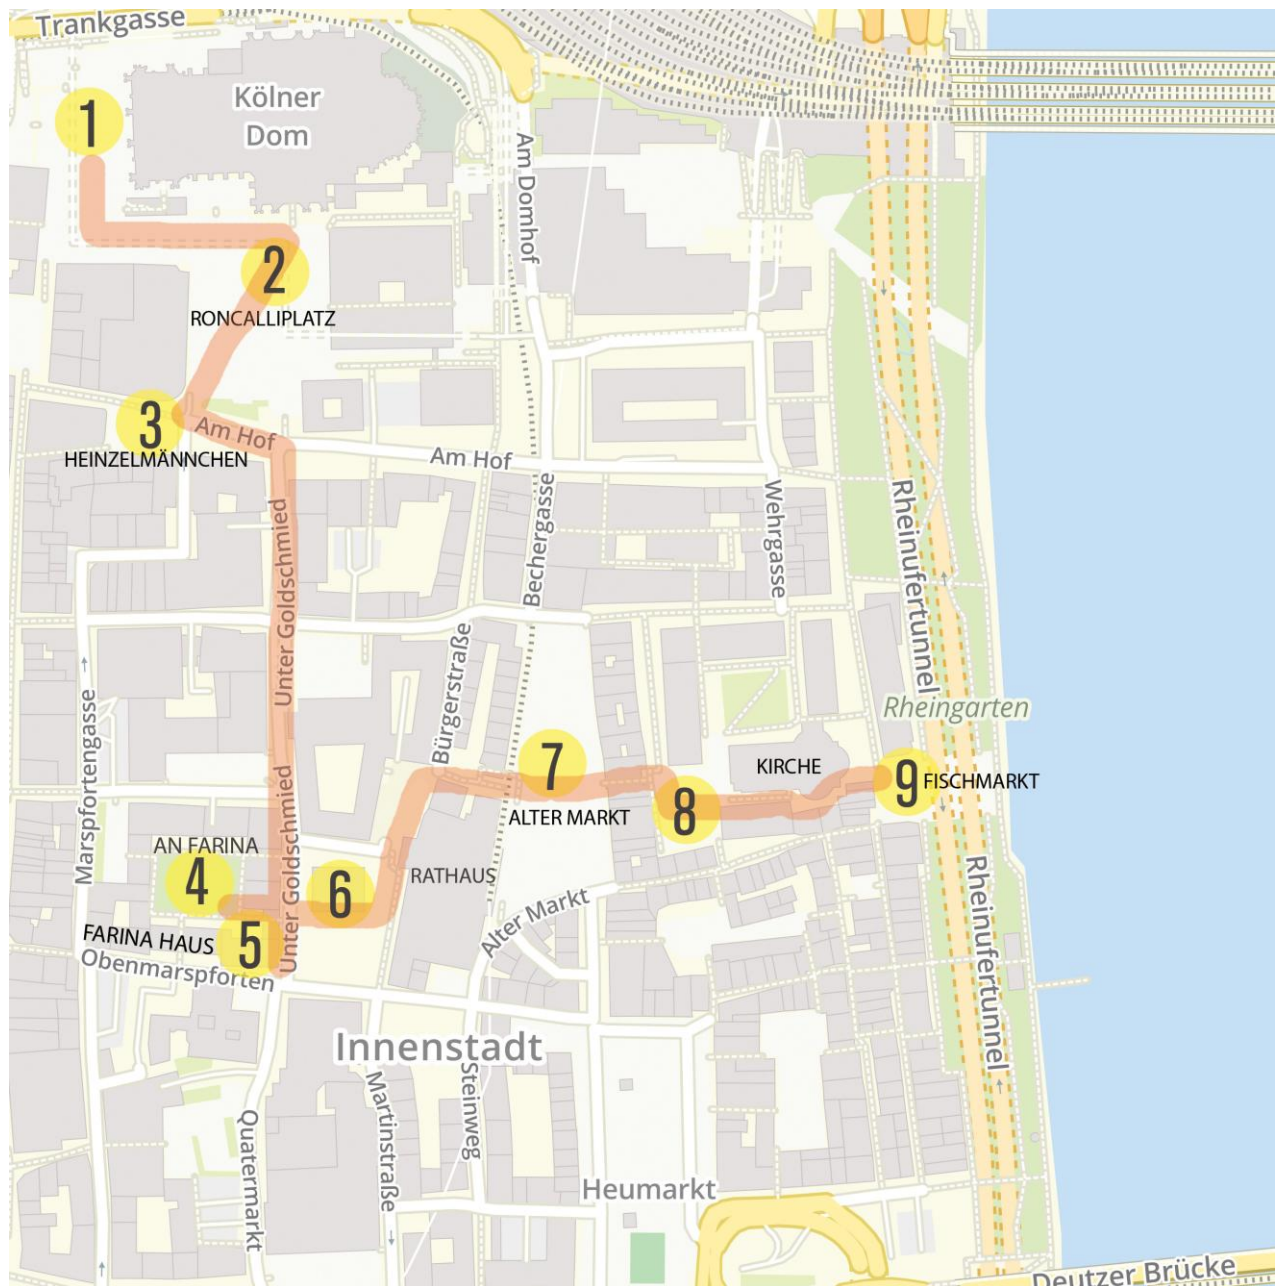 Trankgasse
1
Kölner
Dom
Am Domhof
2
RONCALLIPLATZ
3
HEINZELMÄNNCHEN
Am Hof
Am Hof
Bechergasse
Wehrgasse
Rheinufertunnel
Unter Goldschmied
Unter Goldschmied
Bürgerstraße
Marspfortengasse
Rheingarten
7
ALTER MARKT
8
KIRCHE
9
FISCHMARKT
AN FARINA
4
Unter Goldschmied
6
RATHAUS
FARINA HAUS
5
Obenmarspforten
Alter Markt
Rheinufertunnel
Innenstadt
Quatermarkt
Martinstraße
Steinweg
Heumarkt
Deutzer Brücke